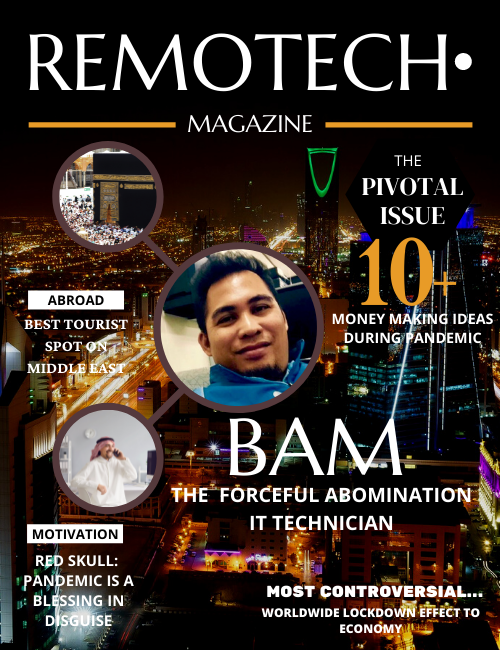 REMOTECH•
MAGAZINE
THE
PIVOTAL
ISSUE
10+
MONEY MAKING IDEAS
DURING PANDEMIC
ABROAD
BEST TOURIST
SPOT ON
MIDDLE EAST
BAM
THE FORCEFUL ABOMINATION
IT TECHNICIAN
MOTIVATION
RED SKULL:
PANDEMIC IS A
BLESSING IN
DISGUISE
MOST CONTROVERSIAL...
WORLDWIDE LOCKDOWN EFFECT TO
ECONOMY